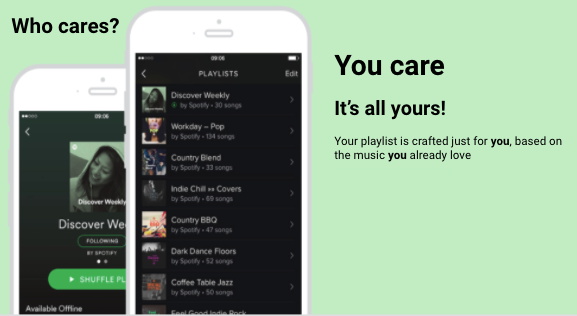 Who cares?
09:06
Discover Weekly
Discover Wee
FOLLOWING
BY SPOTIFY
SHUFFLE PL
Available Offline
09:06
PLAYLISTS
Edit
Discover Weekly
by Spotify • 30 songs
Workday – Pop
by Spotify • 134 songs
Country Blend
by Spotify • 33 songs
Indie Chill •• Covers
by Spotify • 69 songs
Country BBQ
by Spotify • 47 songs
Dark Dance Floors
by Spotify • 52 songs
Coffee Table Jazz
by Spotify • 50 songs
Feel Good Indie Rock
You care
It's all yours!
Your playlist is crafted just for you, based on
the music you already love